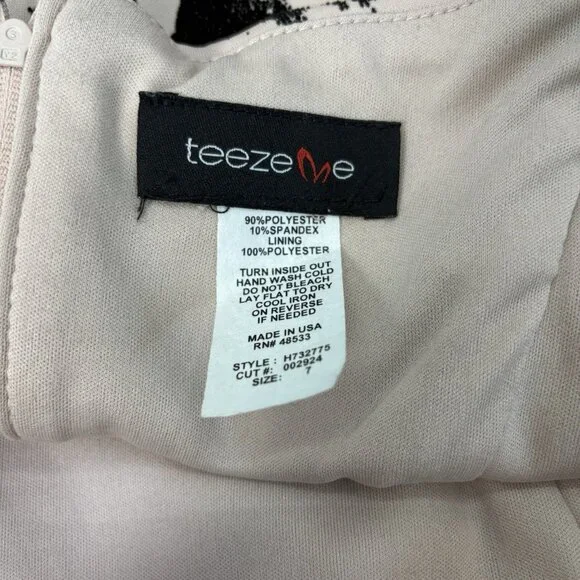 teezeMe
90%POLYESTER
10%SPANDEX
LINING
100%POLYESTER
TURN INSIDE OUT
HAND WASH COLD
DO NOT BLEACH
LAY FLAT TO DRY
COOL IRON
ON REVERSE
IF NEEDED
MADE IN USA
RN# 48533
STYLE : H732775
CUT #: 002924
SIZE: 7